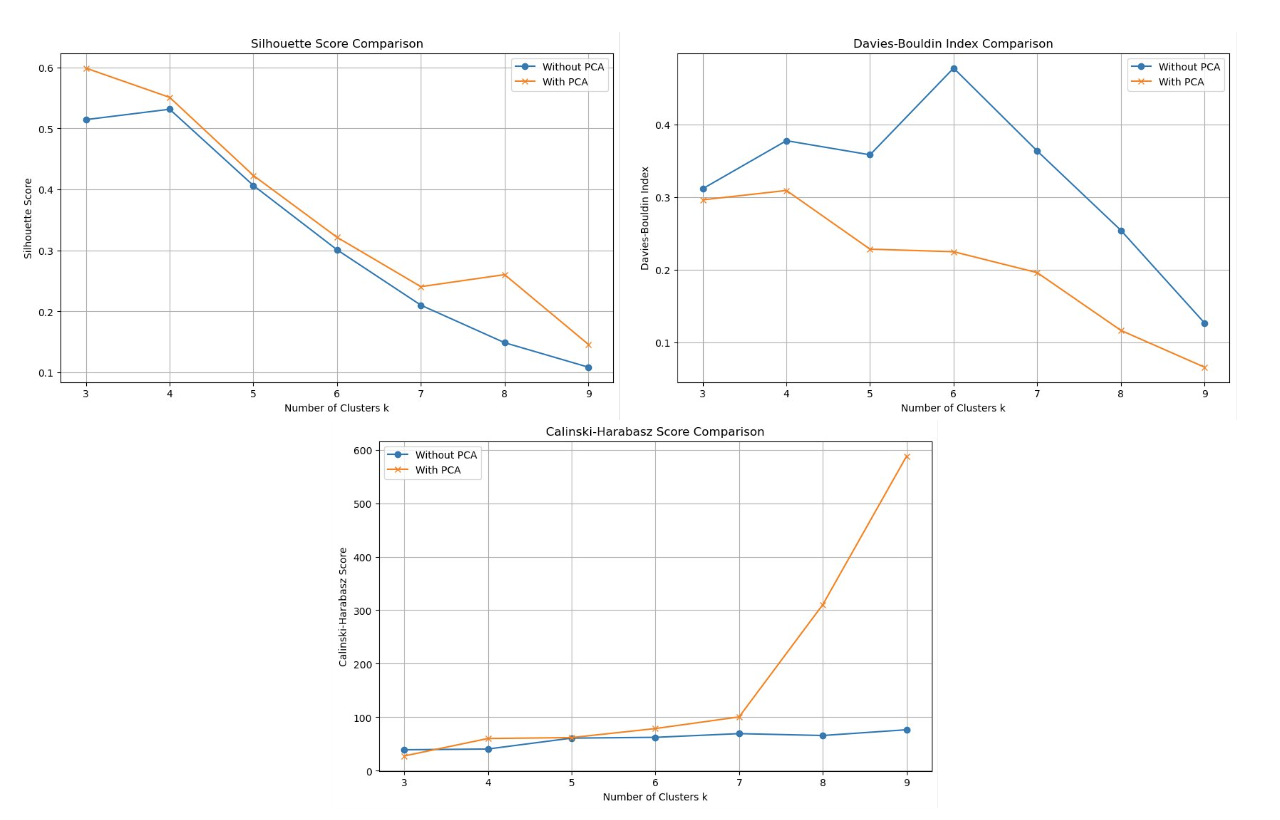 Silhouette Score Comparison
Without PCA
With PCA
Silhouette Score
0.6
0.5
0.4
0.3
0.2
0.1
3 4 5 6 7 8 9
Number of Clusters k
Davies-Bouldin Index Comparison
Without PCA
With PCA
Davies-Bouldin Index
0.4
0.3
0.2
0.1
3 4 5 6 7 8 9
Number of Clusters k
Calinski-Harabasz Score Comparison
Without PCA
With PCA
Calinski-Harabasz Score
600
500
400
300
200
100
0
3 4 5 6 7 8 9
Number of Clusters k